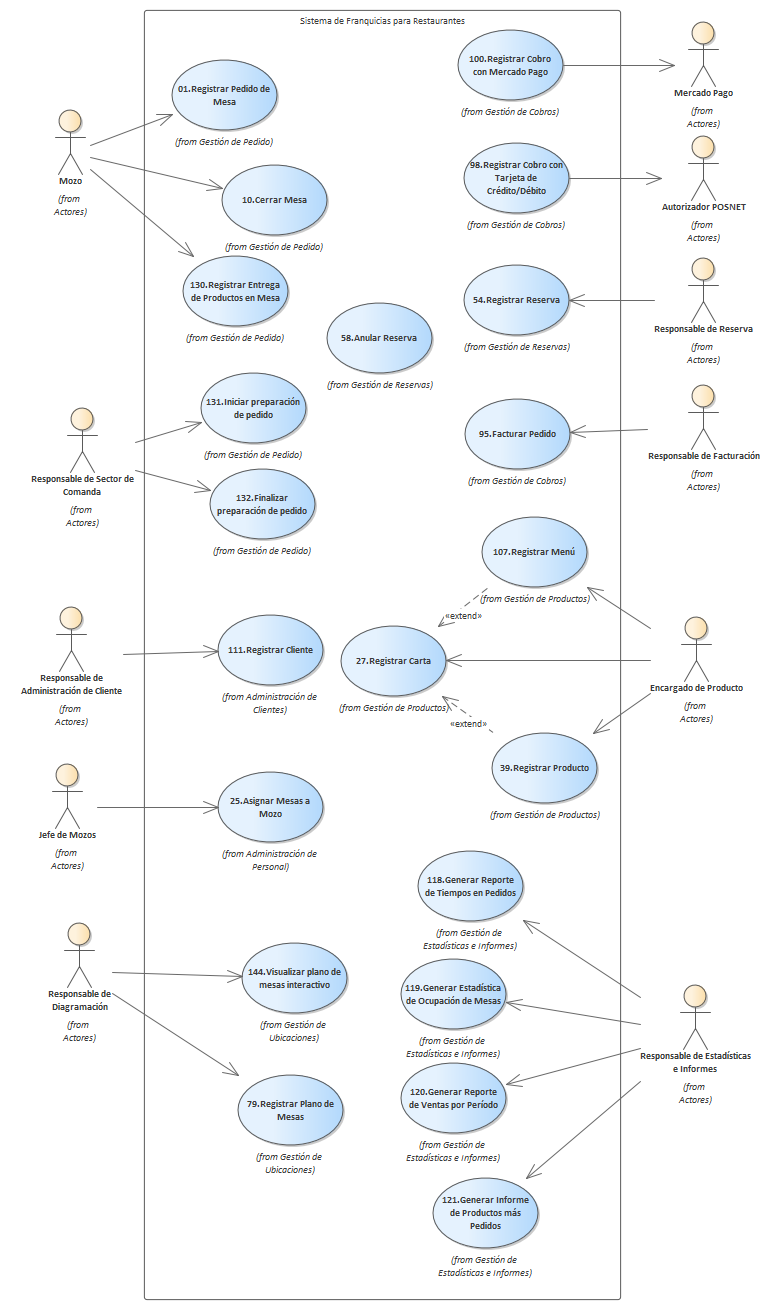 Sistema de Franquicias para Restaurantes
01.Registrar Pedido de
Mesa
(from Gestión de Pedido)
100.Registrar Cobro
con Mercado Pago
(from Gestión de Cobros)
Mercado Pago
(from
Actores)
Mozo
(from
Actores)
10.Cerrar Mesa
(from Gestión de Pedido)
98.Registrar Cobro con
Tarjeta de
Crédito/Débito
(from Gestión de Cobros)
Autorizador POSNET
(from
Actores)
130.Registrar Entrega
de Productos en Mesa
(from Gestión de Pedido)
54.Registrar Reserva
(from Gestión de Reservas)
Responsable de Reserva
(from
Actores)
58.Anular Reserva
(from Gestión de Reservas)
131.Iniciar preparación
de pedido
(from Gestión de Pedido)
95.Facturar Pedido
(from Gestión de Cobros)
Responsable de Facturación
(from
Actores)
Responsable de Sector de
Comanda
(from
Actores)
132.Finalizar
preparación de pedido
(from Gestión de Pedido)
107.Registrar Menú
(from Gestión de Productos)
«extend»
111.Registrar Cliente
(from Administración de
Clientes)
Responsable de
Administración de Cliente
(from
Actores)
27.Registrar Carta
(from Gestión de Productos)
Encargado de Producto
(from
Actores)
«extend»
39.Registrar Producto
(from Gestión de Productos)
25.Asignar Mesas a
Mozo
(from Administración de
Personal)
Jefe de Mozos
(from
Actores)
118.Generar Reporte
de Tiempos en Pedidos
(from Gestión de
Estadísticas e Informes)
144.Visualizar plano de
mesas interactivo
(from Gestión de
Ubicaciones)
Responsable de
Diagramación
(from
Actores)
119.Generar Estadística
de Ocupación de Mesas
(from Gestión de
Estadísticas e Informes)
Responsable de Estadísticas
e Informes
(from
Actores)
79.Registrar Plano de
Mesas
(from Gestión de
Ubicaciones)
120.Generar Reporte
de Ventas por Período
(from Gestión de
Estadísticas e Informes)
121.Generar Informe
de Productos más
Pedidos
(from Gestión de
Estadísticas e Informes)